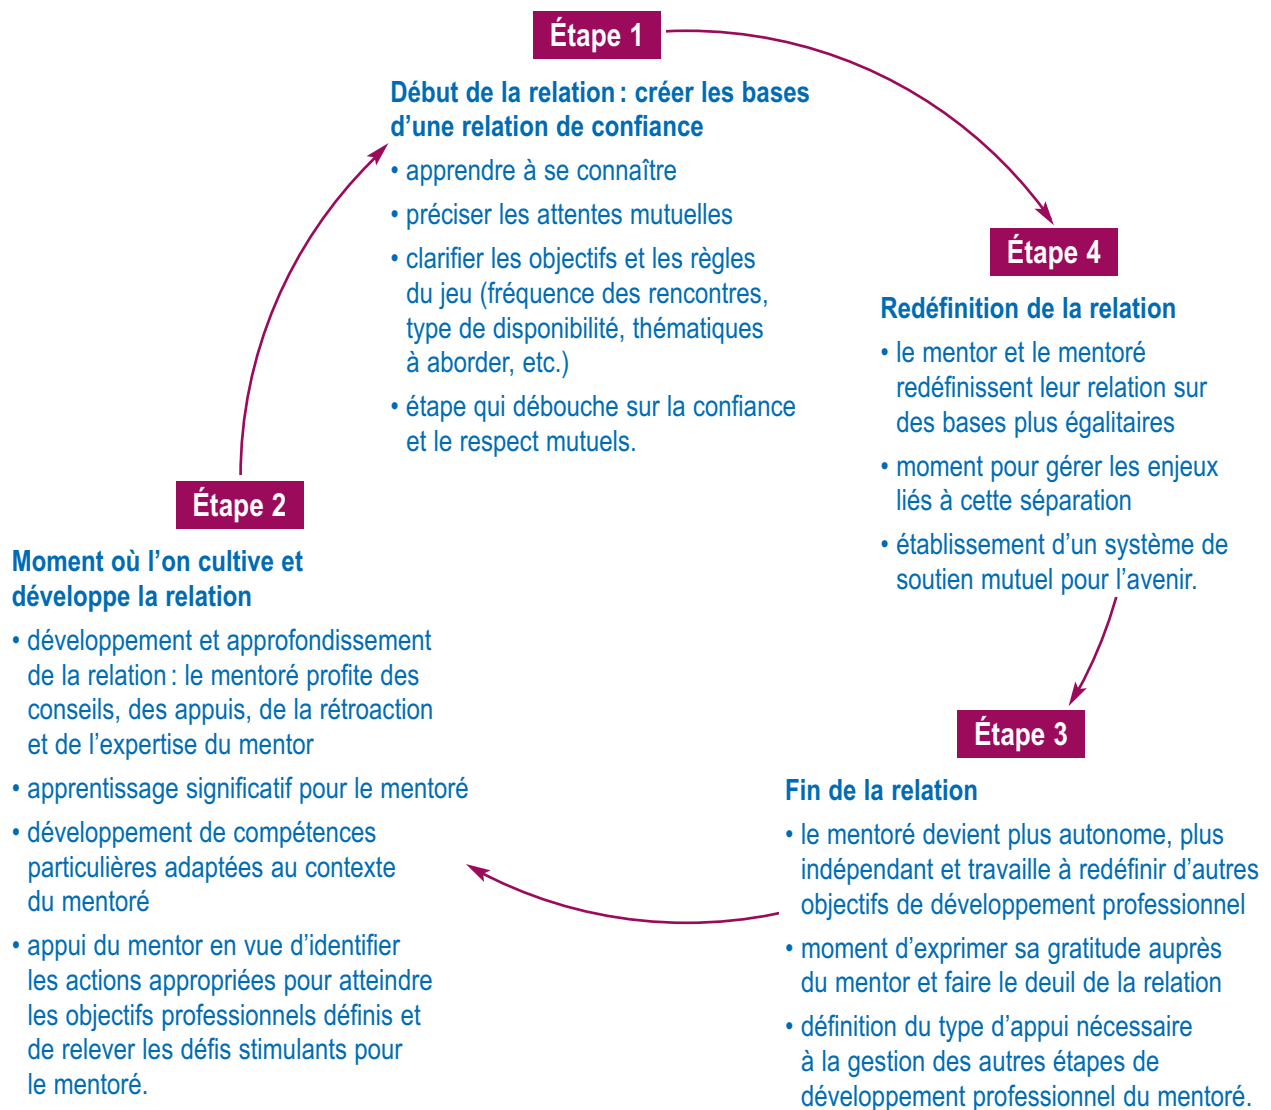 Étape 1
Début de la relation : créer les bases
d’une relation de confiance
• apprendre à se connaître
• préciser les attentes mutuelles
• clarifier les objectifs et les règles
du jeu (fréquence des rencontres,
type de disponibilité, thématiques
à aborder, etc.)
• étape qui débouche sur la confiance
et le respect mutuels.
Étape 4
Redéfinition de la relation
• le mentor et le mentoré
redéfinissent leur relation sur
des bases plus égalitaires
• moment pour gérer les enjeux
liés à cette séparation
• établissement d’un système de
soutien mutuel pour l’avenir.
Étape 2
Moment où l’on cultive et
développe la relation
• développement et approfondissement
de la relation : le mentoré profite des
conseils, des appuis, de la rétroaction
et de l’expertise du mentor
• apprentissage significatif pour le mentoré
• développement de compétences
particulières adaptées au contexte
du mentoré
• appui du mentor en vue d’identifier
les actions appropriées pour atteindre
les objectifs professionnels définis et
de relever les défis stimulants pour
le mentoré.
Étape 3
Fin de la relation
• le mentoré devient plus autonome, plus
indépendant et travaille à redéfinir d’autres
objectifs de développement professionnel
• moment d’exprimer sa gratitude auprès
du mentor et faire le deuil de la relation
• définition du type d’appui nécessaire
à la gestion des autres étapes de
développement professionnel du mentoré.